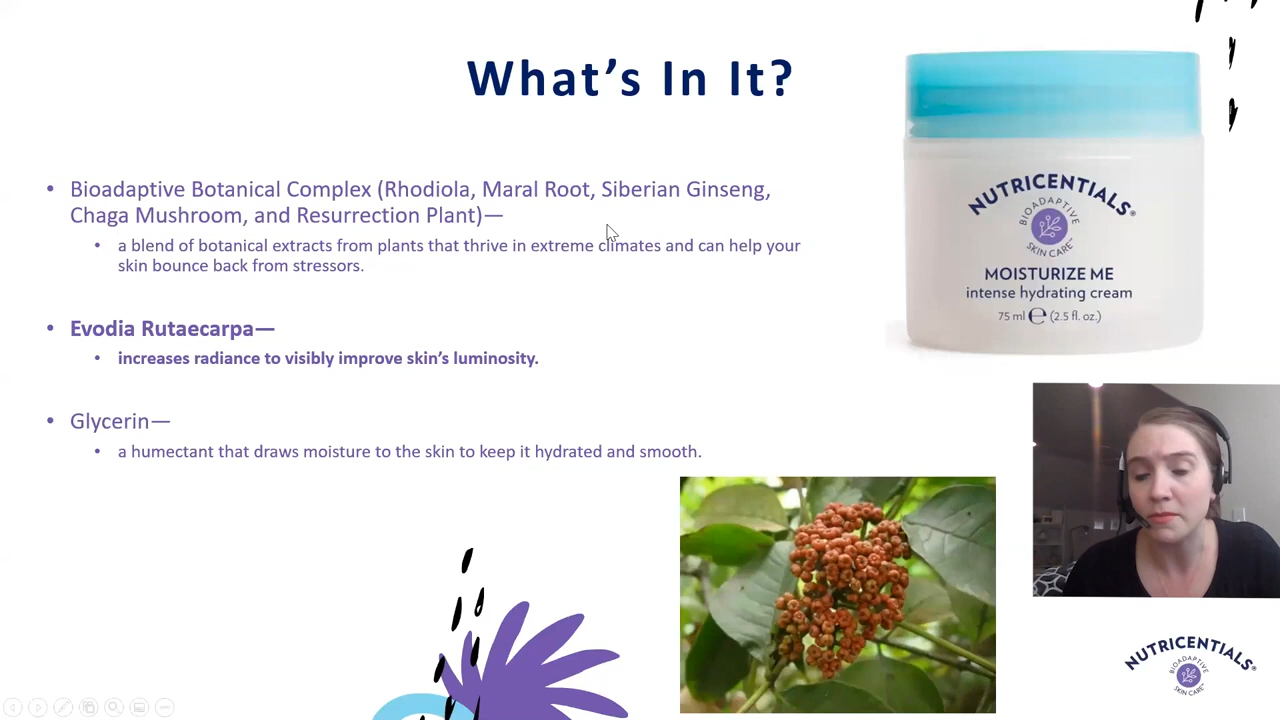 What’s In It?
• Bioadaptive Botanical Complex (Rhodiola, Maral Root, Siberian Ginseng,
Chaga Mushroom, and Resurrection Plant)—
• a blend of botanical extracts from plants that thrive in extreme climates and can help your
skin bounce back from stressors.
• Evodia Rutaecarpa—
• increases radiance to visibly improve skin’s luminosity.
• Glycerin—
• a humectant that draws moisture to the skin to keep it hydrated and smooth.
NUTRICENTIALS®
BIOADAPTIVE
SKIN CARE™
MOISTURIZE ME
intense hydrating cream
75 ml ℮ (2.5 fl. oz.)
NUTRICENTIALS®
BIOADAPTIVE
SKIN CARE™